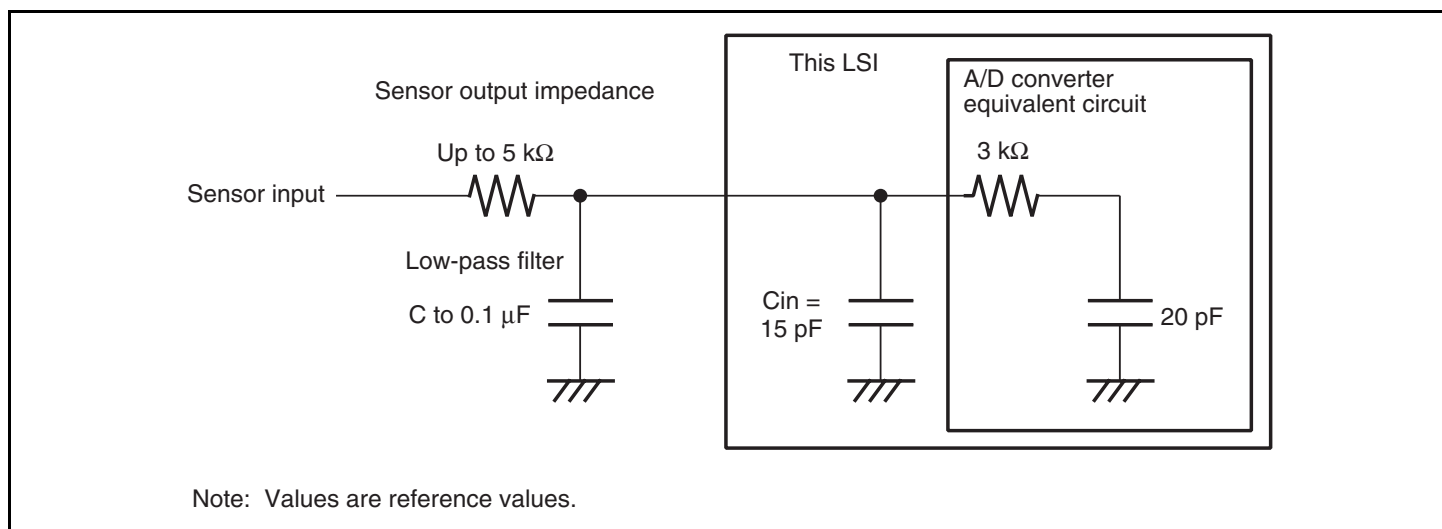 This LSI
A/D converter
equivalent circuit
Sensor output impedance
Up to 5 kΩ
3 kΩ
Sensor input
Low-pass filter
C to 0.1 μF
Cin =
15 pF
20 pF
Note: Values are reference values.